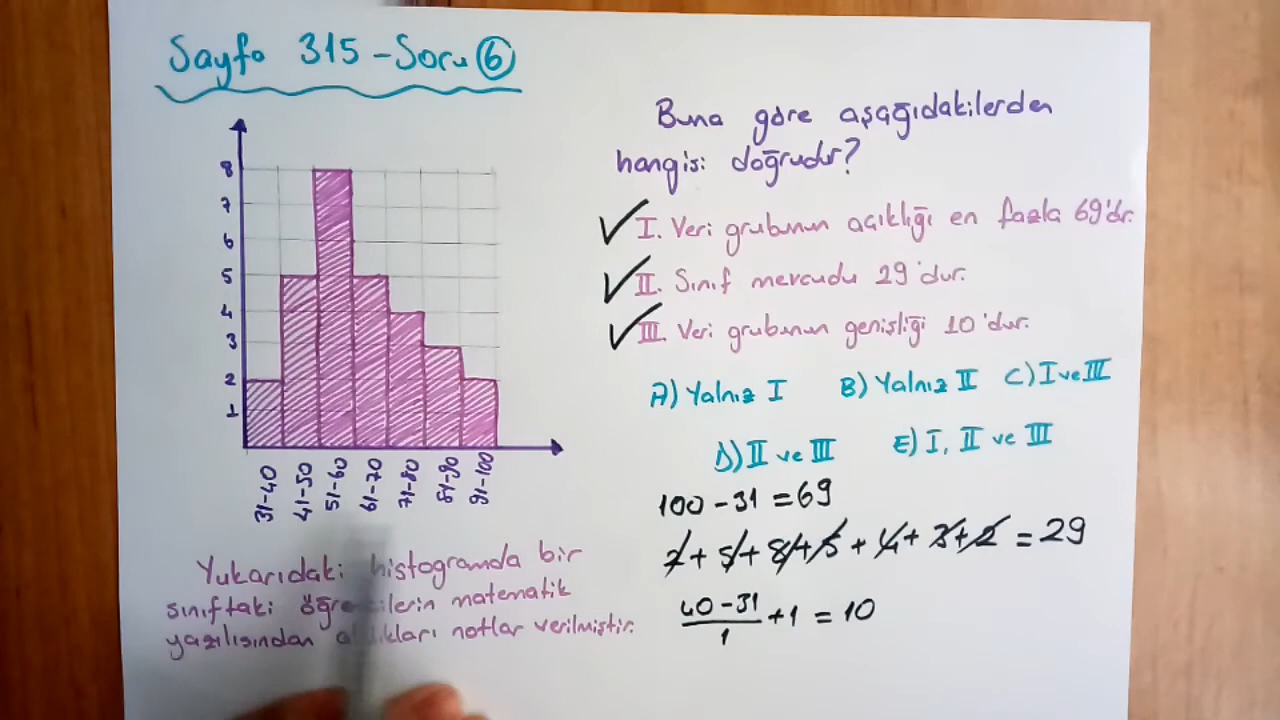 Sayfa 315-Soru 6
8
7
6
5
4
3
2
1
31-40
41-50
51-60
61-70
71-80
81-90
91-100
Yukarıdaki histogramda bir
sınıftaki öğrencilerin matematik
yazılısından aldıkları notlar verilmiştir.
Buna göre aşağıdakilerden
hangisi doğrudur?
I. Veri grubunun açıklığı en fazla 69'dır.
II. Sınıf mevcudu 29'dur.
III. Veri grubunun genişliği 10'dur.
A) Yalnız I B) Yalnız II C) I ve III
D) II ve III E) I, II ve III
100-31=69
2+5+8+5+4+3+2=29
40-31/1 +1=10